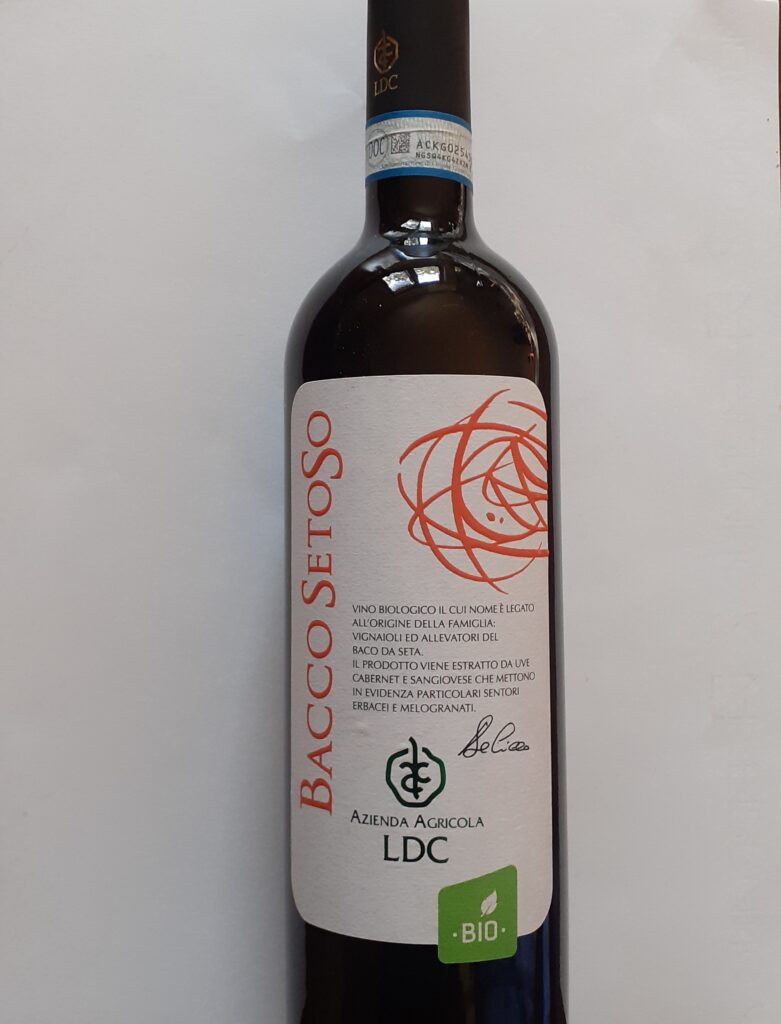 LDC
DOC
BACCO SETOSO
VINO BIOLOGICO IL CUI NOME È LEGATO
ALL'ORIGINE DELLA FAMIGLIA:
VIGNAIOLI ED ALLEVATORI DEL
BACO DA SETA.
IL PRODOTTO VIENE ESTRATTO DA UVE
CABERNET E SANGIOVESE CHE METTONO
IN EVIDENZA PARTICOLARI SENTORI
ERBACEI E MELOGRANATI.
AZIENDA AGRICOLA
LDC
·BIO·